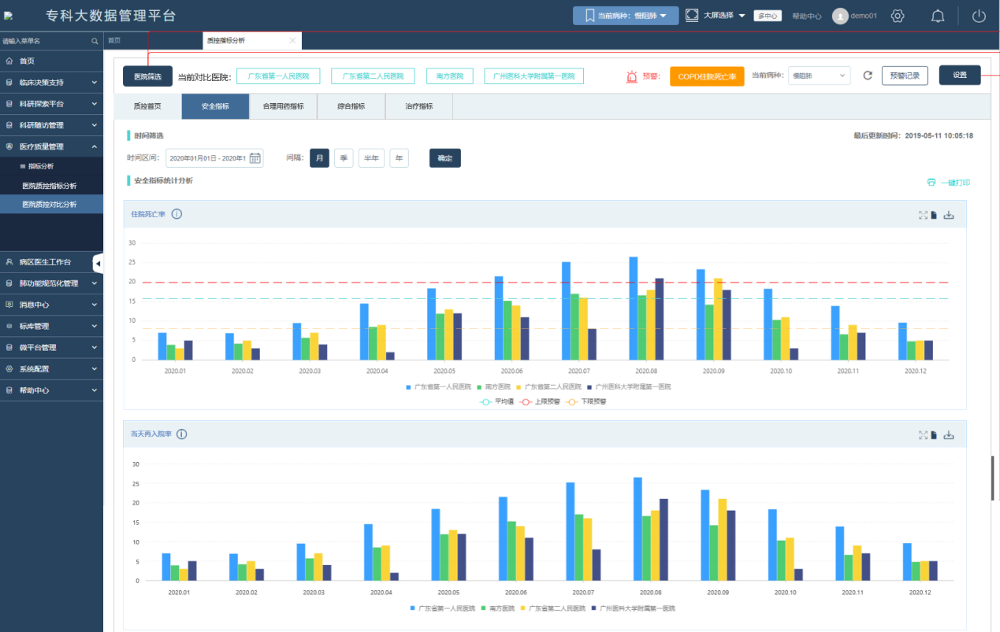 专科大数据管理平台
当前病种：慢阻肺 大屏选择 多中心 帮助中心 demo01
请输入菜单名 首页 质控指标分析
首页
临床决策支持
科研探索平台
科研随访管理
医疗质量管理
指标分析
医院质控指标分析
医院质控对比分析
病区医生工作台
肺功能规范化管理
消息中心
标库管理
微平台管理
系统配置
帮助中心
医院筛选 当前对比医院： 广东省第一人民医院 广东省第二人民医院 南方医院 广州医科大学附属第一医院 预警： COPD住院死亡率 当前病种： 慢阻肺 预警记录 设置
质控首页 安全指标 合理用药指标 综合指标 治疗指标
时间筛选 最后更新时间：2019-05-11 10:05:18
时间区间： 2020年01月01日 - 2020年1 间隔： 月 季 半年 年 确定
安全指标统计分析 一键打印
住院死亡率
30
25
20
15
10
5
0
2020.01 2020.02 2020.03 2020.04 2020.05 2020.06 2020.07 2020.08 2020.09 2020.10 2020.11 2020.12
广东省第一人民医院 南方医院 广东省第二人民医院 广州医科大学附属第一医院
平均值 上限预警 下限预警
当天再入院率
30
25
20
15
10
5
0
2020.01 2020.02 2020.03 2020.04 2020.05 2020.06 2020.07 2020.08 2020.09 2020.10 2020.11 2020.12
广东省第一人民医院 南方医院 广东省第二人民医院 广州医科大学附属第一医院